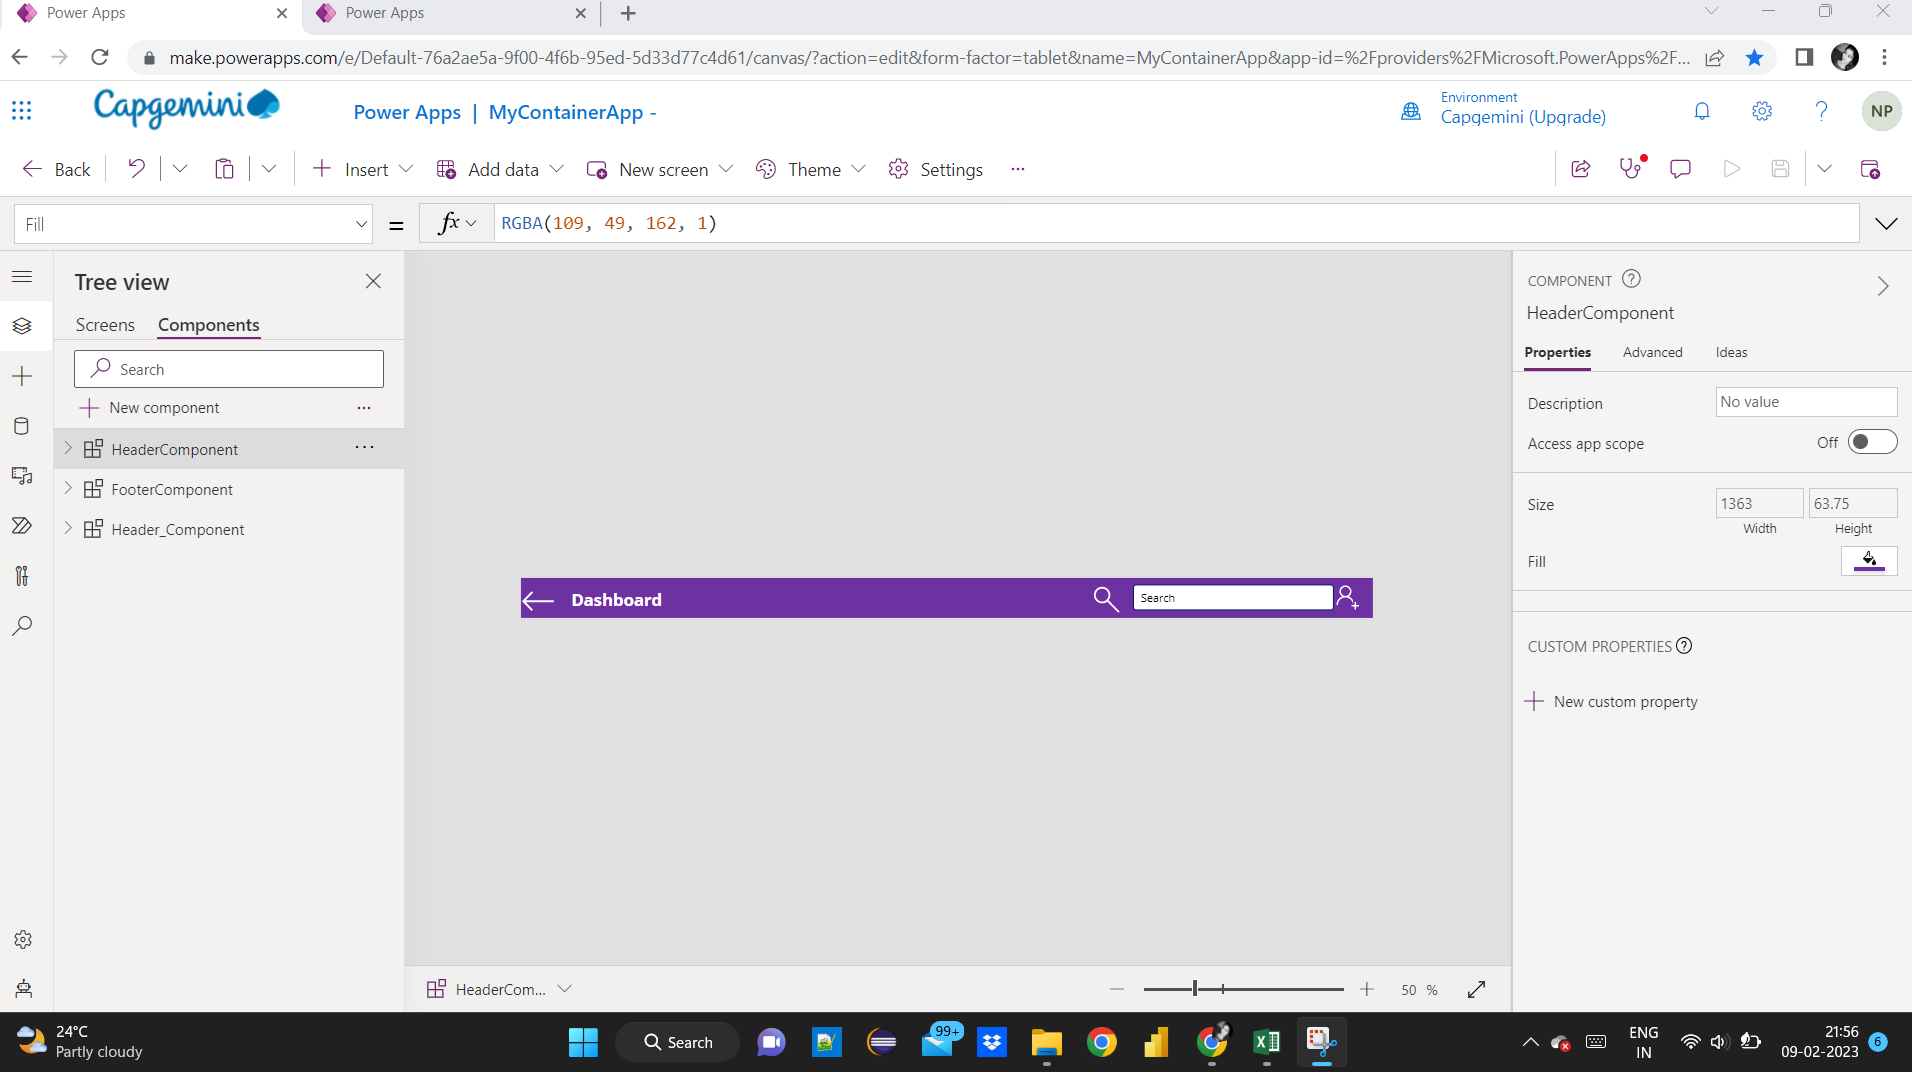 Power Apps
Power Apps
make.powerapps.com/e/Default-76a2ae5a-9f00-4f6b-95ed-5d33d77c4d61/canvas/?action=edit&form-factor=tablet&name=MyContainerApp&app-id=%2Fproviders%2FMicrosoft.PowerApps%2F...
Capgemini
Power Apps | MyContainerApp -
Environment
Capgemini (Upgrade)
NP
Back
Insert
Add data
New screen
Theme
Settings
Fill
=
fx
RGBA(109, 49, 162, 1)
Tree view
Screens
Components
Search
New component
HeaderComponent
FooterComponent
Header_Component
Dashboard
Search
COMPONENT
HeaderComponent
Properties
Advanced
Ideas
Description
No value
Access app scope
Off
Size
1363
63.75
Width
Height
Fill
CUSTOM PROPERTIES
New custom property
HeaderCom...
50 %
24°C
Partly cloudy
Search
99+
ENG
IN
21:56
09-02-2023
6